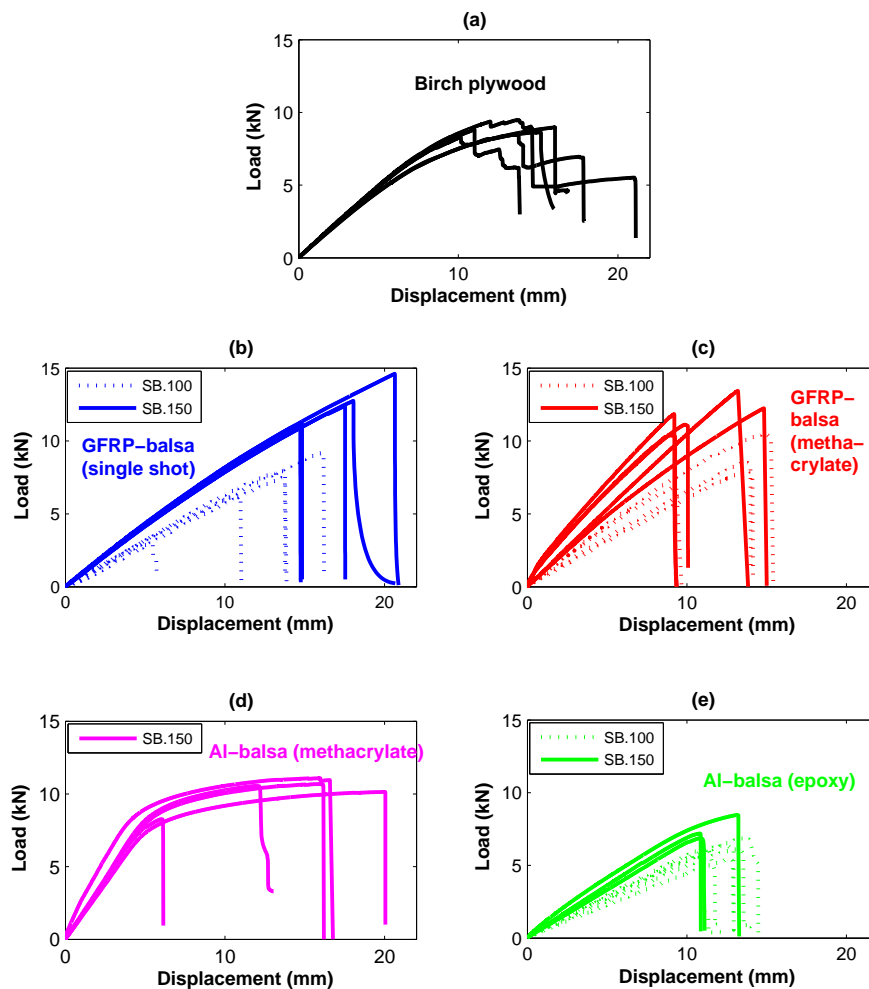 (a)
15
10
5
0
Load (kN)
Birch plywood
0 10 20
Displacement (mm)
(b)
15
10
5
0
Load (kN)
SB.100
SB.150
GFRP−balsa
(single shot)
0 10 20
Displacement (mm)
(c)
15
10
5
0
Load (kN)
SB.100
SB.150
GFRP−
balsa
(metha−
crylate)
0 10 20
Displacement (mm)
(d)
15
10
5
0
Load (kN)
SB.150
Al−balsa (methacrylate)
0 10 20
Displacement (mm)
(e)
15
10
5
0
Load (kN)
SB.100
SB.150
Al−balsa (epoxy)
0 10 20
Displacement (mm)